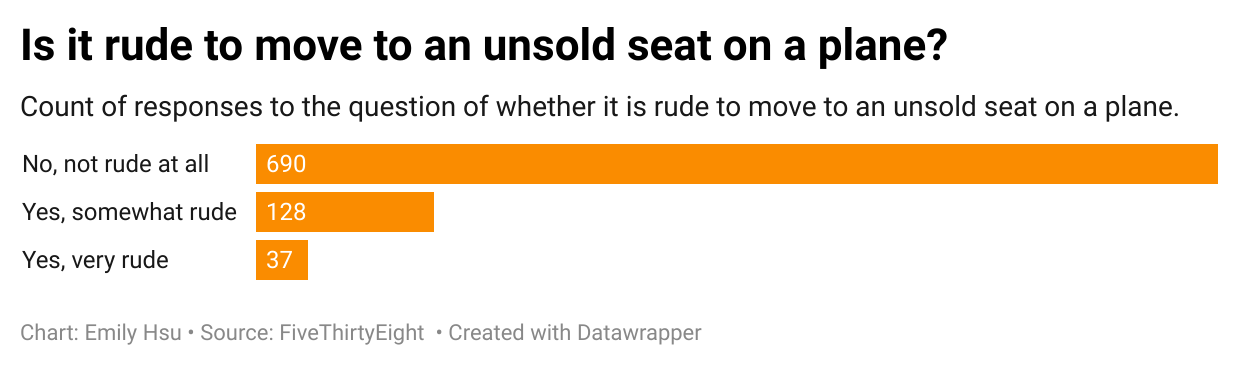 Is it rude to move to an unsold seat on a plane?
Count of responses to the question of whether it is rude to move to an unsold seat on a plane.
No, not rude at all 690
Yes, somewhat rude 128
Yes, very rude 37
Chart: Emily Hsu • Source: FiveThirtyEight • Created with Datawrapper